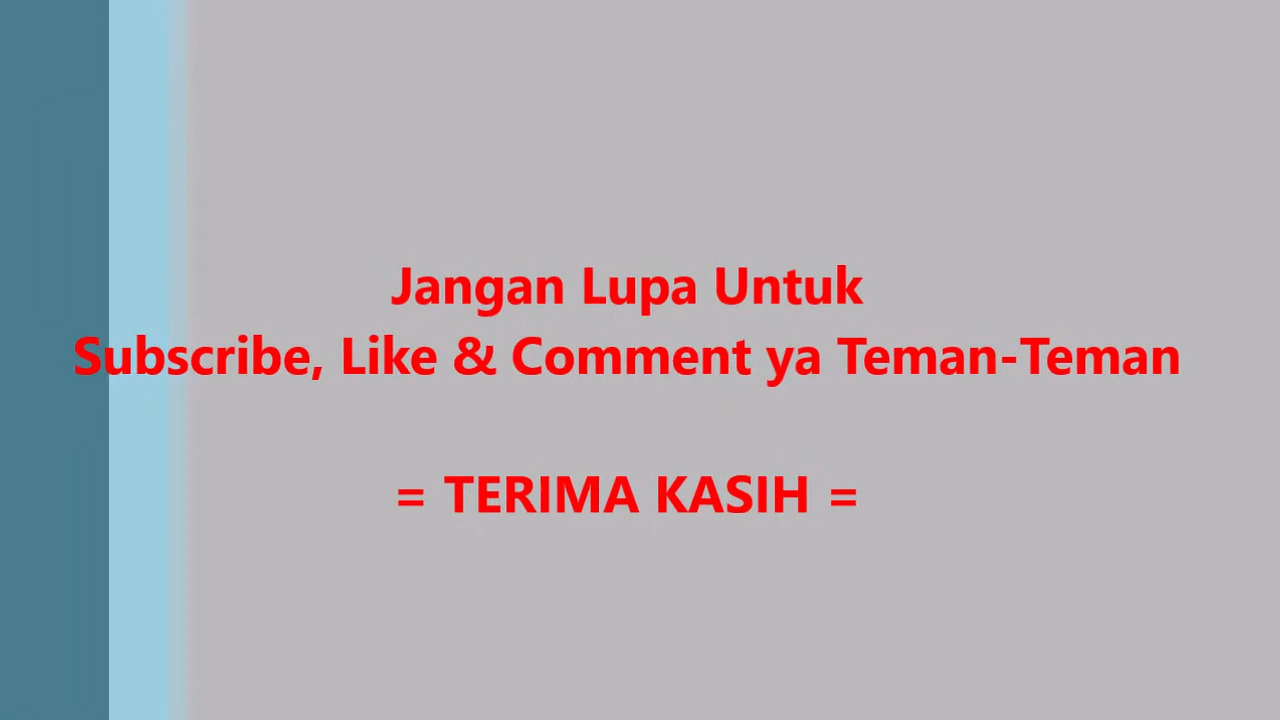 Jangan Lupa Untuk
Subscribe, Like & Comment ya Teman-Teman
= TERIMA KASIH =